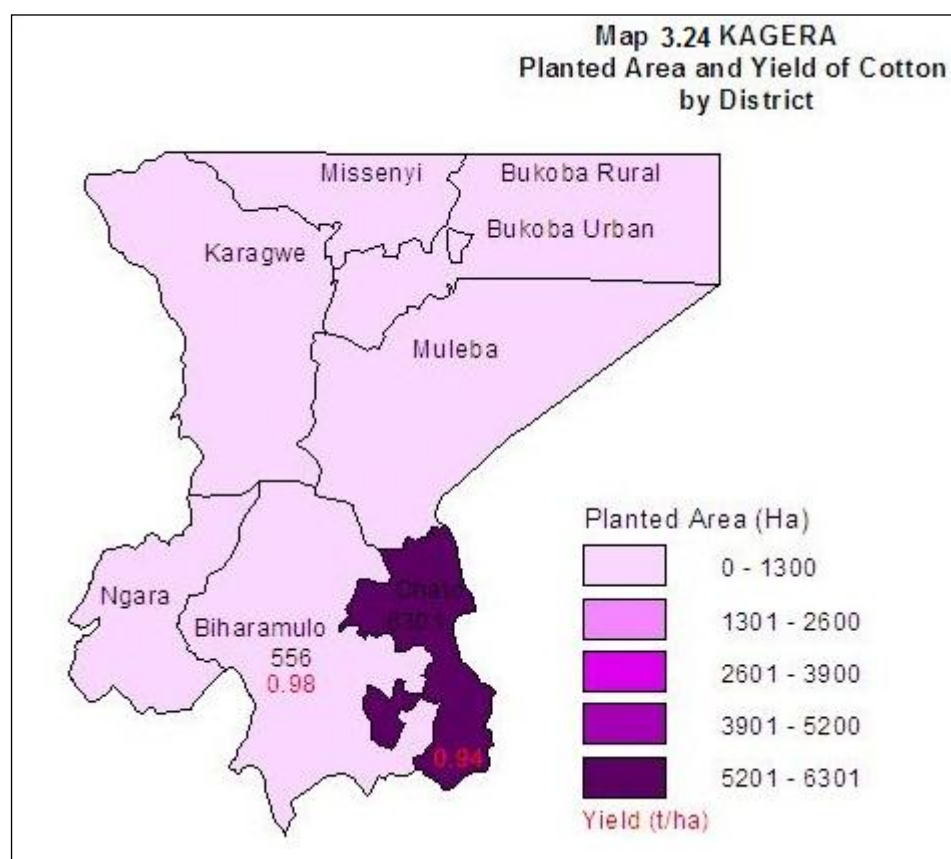 Map 3.24 KAGERA
Planted Area and Yield of Cotton
by District
Missenyi
Bukoba Rural
Bukoba Urban
Karagwe
Muleba
Planted Area (Ha)
0 - 1300
1301 - 2600
2601 - 3900
3901 - 5200
5201 - 6301
Yield (t/ha)
Chato
6301
Ngara
Biharamulo
556
0.98
0.94